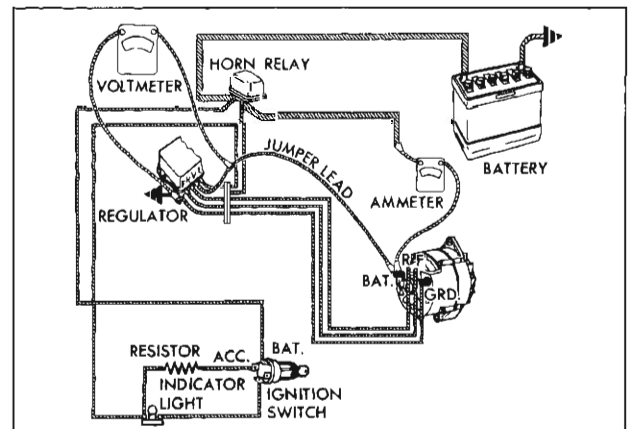 HORN RELAY
VOLTMETER
BATTERY
JUMPER LEAD
AMMETER
REGULATOR
R F
BAT.
GRD.
RESISTOR
ACC.
BAT.
INDICATOR
LIGHT
IGNITION
SWITCH